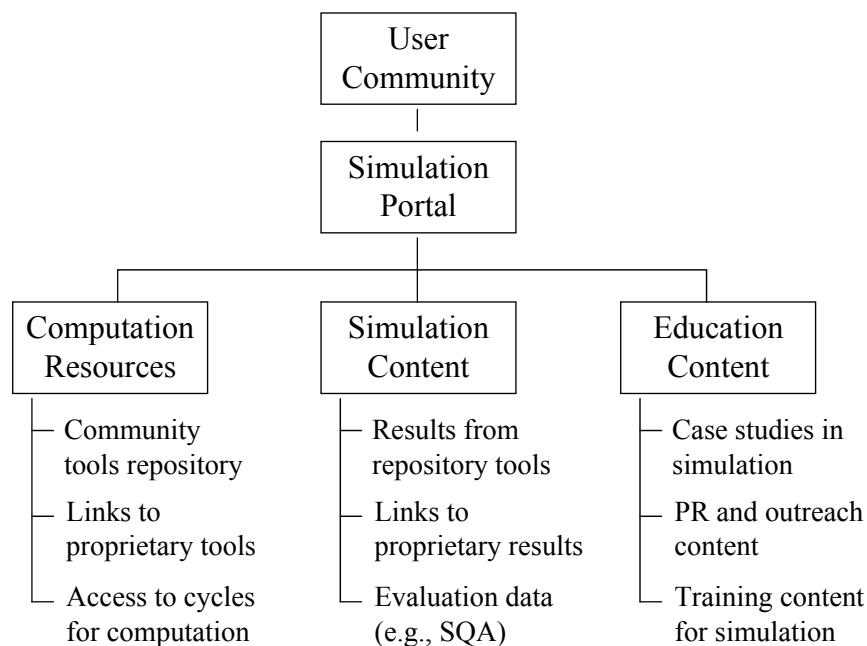 User
Community
Simulation
Portal
Computation
Resources
Simulation
Content
Education
Content
Community
tools repository
Links to
proprietary tools
Access to cycles
for computation
Results from
repository tools
Links to
proprietary results
Evaluation data
(e.g., SQA)
Case studies in
simulation
PR and outreach
content
Training content
for simulation